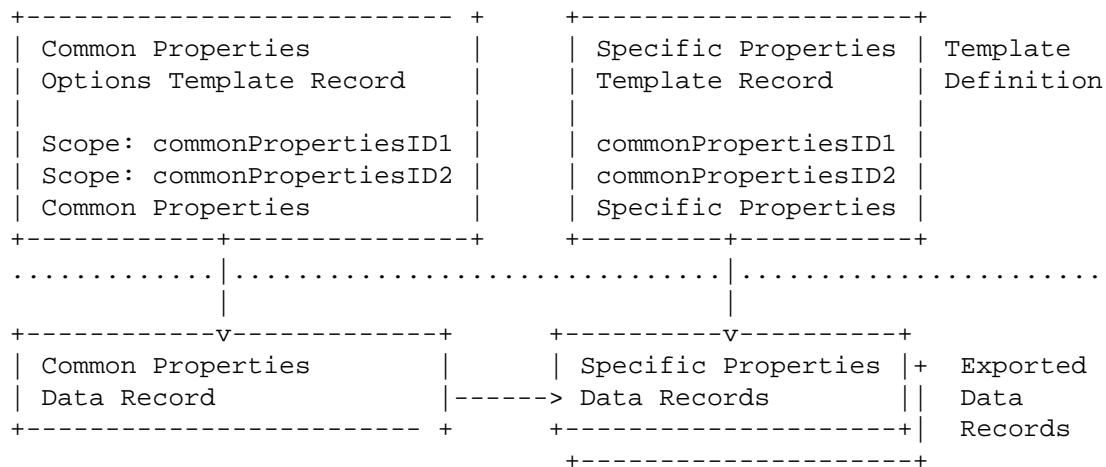 Common Properties Specific Properties Template
Options Template Record Template Record Definition
Scope: commonPropertiesID1 commonPropertiesID1
Scope: commonPropertiesID2 commonPropertiesID2
Common Properties Specific Properties
Common Properties Specific Properties Exported
Data Record Data Records Data
Records